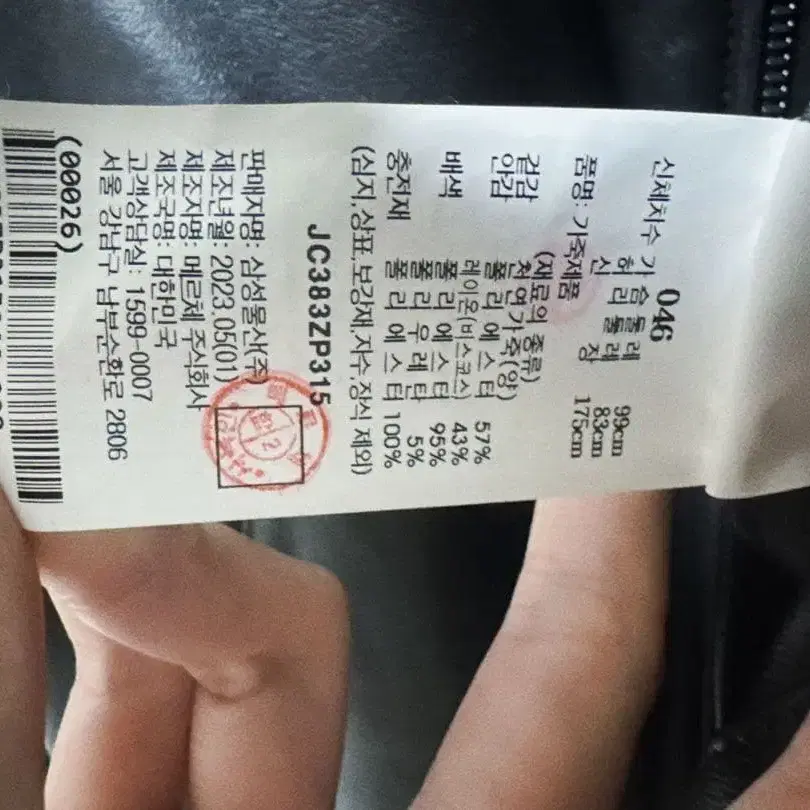 046
신체치수 가슴둘레 99cm
허리둘레 83cm
신장 175cm
품명: 가죽제품
(재료의 종류)
겉감 천연가죽(양)
안감 폴리에스터 57%
레이온(비스코스) 43%
배색 폴리에스터 95%
폴리우레탄 5%
충전재 폴리에스터 100%
(심지,상표,보강재,자수,장식 제외)
JC383ZP315
판매자명: 삼성물산(주)
제조년월: 2023.05(01)
제조자명: 메르체 주식회사
제조국명: 대한민국
고객상담실: 1599-0007
서울 강남구 남부순환로 2806
(00026)